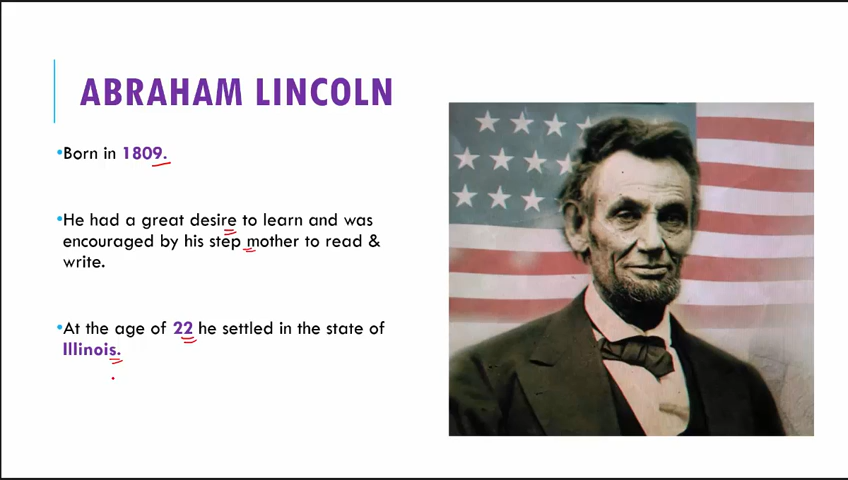 ABRAHAM LINCOLN
•Born in 1809.
•He had a great desire to learn and was
encouraged by his step mother to read &
write.
•At the age of 22 he settled in the state of
Illinois.